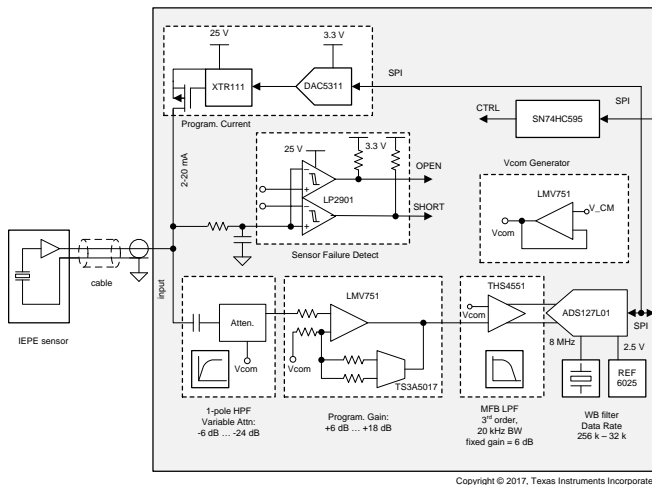 25 V
3.3 V
XTR111
DAC5311
SPI
Program. Current
CTRL
SN74HC595
SPI
2-20 mA
25 V
3.3 V
OPEN
LP2901
SHORT
Sensor Failure Detect
Vcom Generator
LMV751
V_CM
Vcom
cable
IEPE sensor
input
Atten.
Vcom
LMV751
Vcom
TS3A5017
THS4551
Vcom
ADS127L01
SPI
8 MHz
2.5 V
REF
6025
1-pole HPF
Variable Attn:
-6 dB ... -24 dB
Program. Gain:
+6 dB ... +18 dB
MFB LPF
3rd order,
20 kHz BW
fixed gain = 6 dB
WB filter
Data Rate
256 k – 32 k
Copyright © 2017, Texas Instruments Incorporate